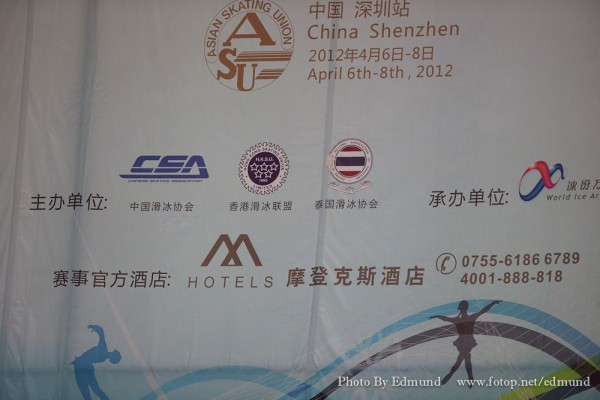 ASIAN SKATING UNION
ASU
中国 深圳站
China Shenzhen
2012年4月6日-8日
April 6th-8th, 2012
主办单位:
CSA
中国滑冰协会
H.K.S.U.
香港滑冰联盟
泰国滑冰协会
承办单位:
冰纷万
World Ice Ar
赛事官方酒店:
HOTELS 摩登克斯酒店
0755-6186 6789
4001-888-818
Photo By Edmund www.fotop.net/edmund